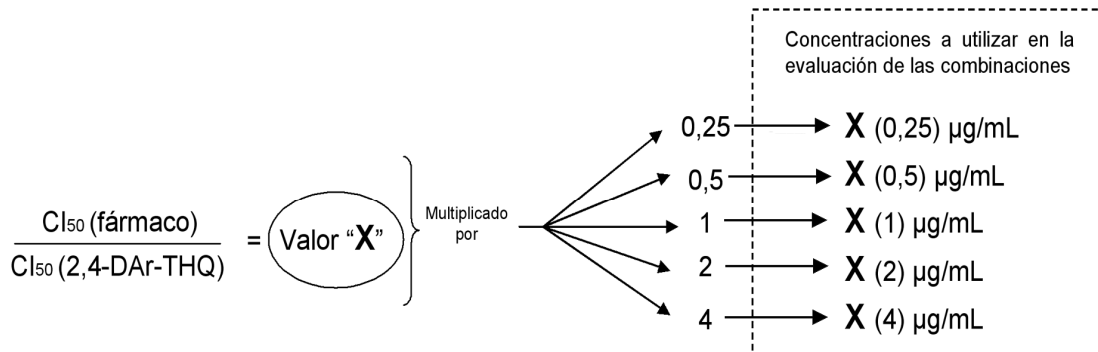 Concentraciones a utilizar en la
evaluación de las combinaciones
CI50 (fármaco)
CI50 (2,4-DAr-THQ)
= Valor “X”
Multiplicado
por
0,25 X (0,25) µg/mL
0,5 X (0,5) µg/mL
1 X (1) µg/mL
2 X (2) µg/mL
4 X (4) µg/mL